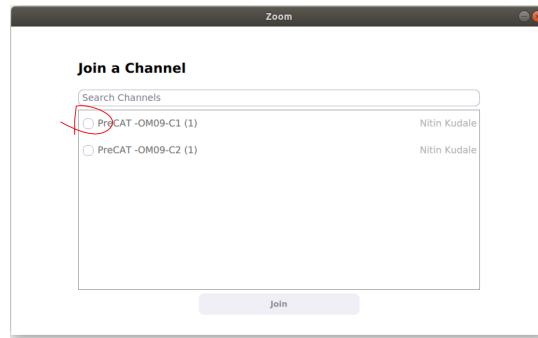 Zoom
Join a Channel
Search Channels
PreCAT -OM09-C1 (1) Nitin Kudale
PreCAT -OM09-C2 (1) Nitin Kudale
Join